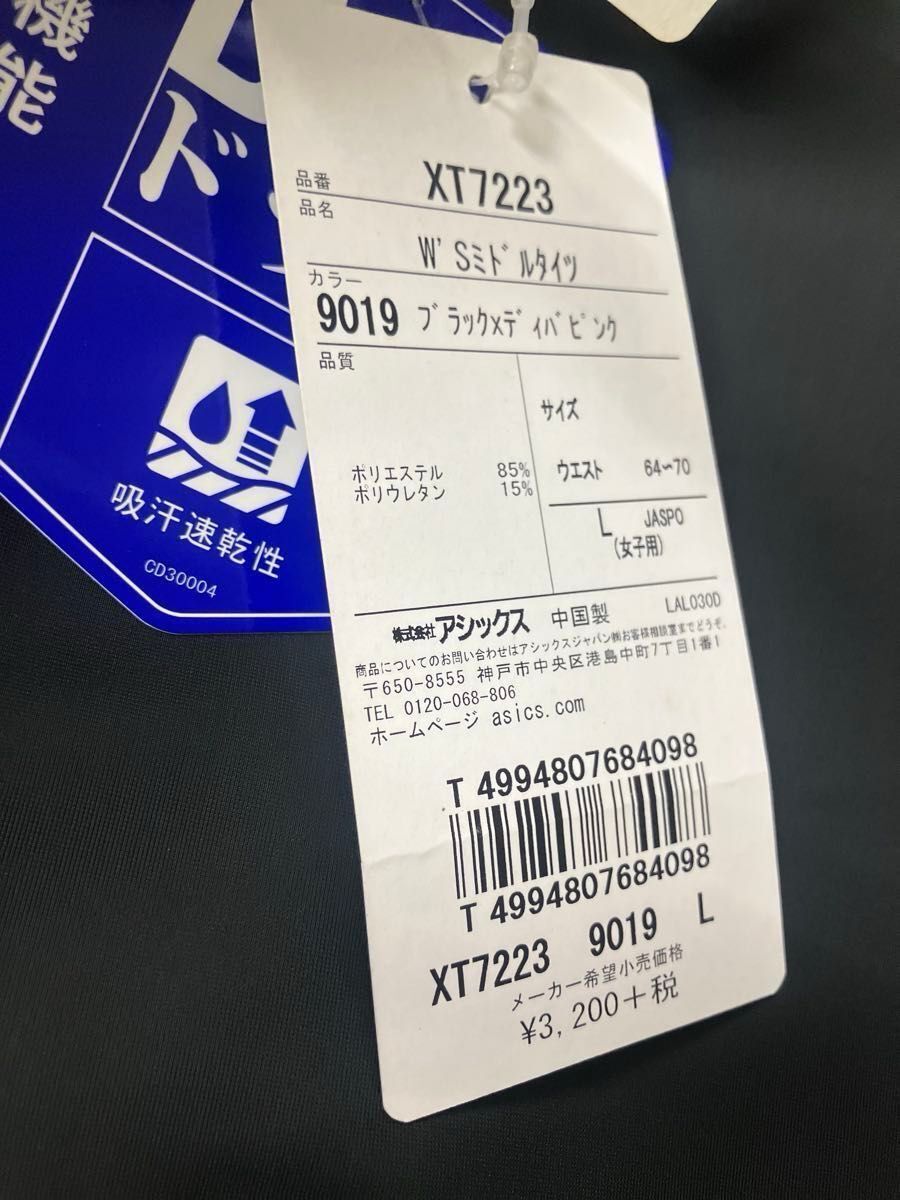 機
能
ド
吸汗速乾性
CD30004
品番 XT7223
品名
W' Sﾐﾄﾞﾙﾀｲﾂ
カラー
9019 ﾌﾞﾗｯｸxﾃﾞｨﾊﾞﾋﾟﾝｸ
品質
サイズ
ポリエステル 85%
ポリウレタン 15%
ｳｴｽﾄ 64〜70
L JASPO
(女子用)
株式会社アシックス 中国製 LAL030D
商品についてのお問い合わせはアシックスジャパン㈱お客様相談室までどうぞ。
〒650-8555 神戸市中央区港島中町7丁目1番1
TEL 0120-068-806
ホームページ asics.com
T 4994807684098
T 4994807684098
XT7223 9019 L
メーカー希望小売価格
¥3,200+税